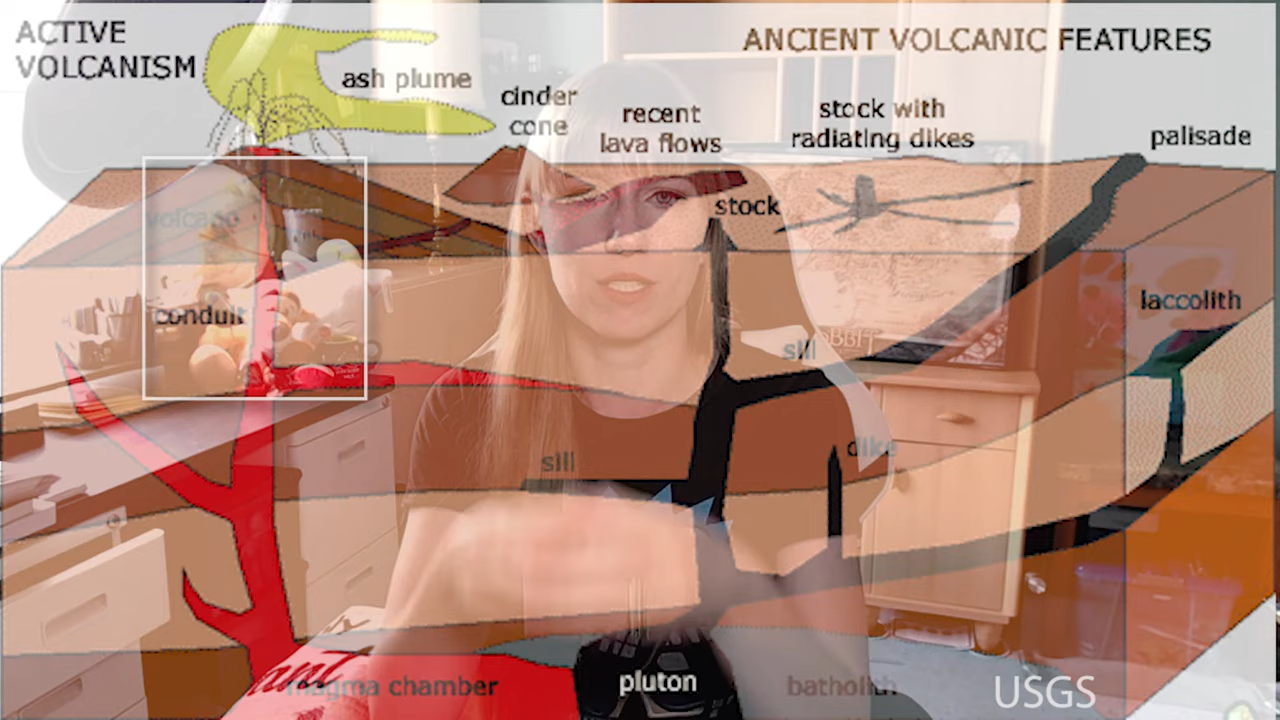 ACTIVE
VOLCANISM
ANCIENT VOLCANIC FEATURES
ash plume
cinder
cone
recent
lava flows
stock with
radiating dikes
palisade
volcano
stock
conduit
laccolith
sill
sill
dike
magma chamber
pluton
batholith
USGS